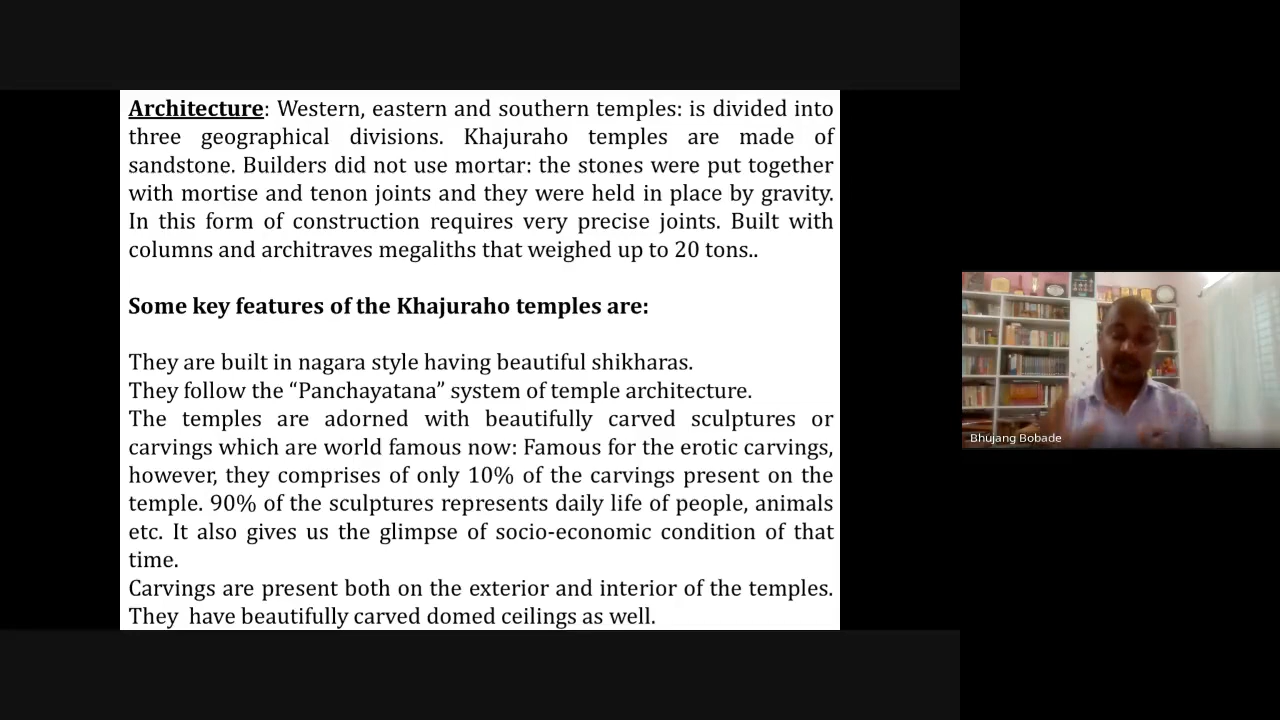 Architecture: Western, eastern and southern temples: is divided into
three geographical divisions. Khajuraho temples are made of
sandstone. Builders did not use mortar: the stones were put together
with mortise and tenon joints and they were held in place by gravity.
In this form of construction requires very precise joints. Built with
columns and architraves megaliths that weighed up to 20 tons..
Some key features of the Khajuraho temples are:
They are built in nagara style having beautiful shikharas.
They follow the “Panchayatana” system of temple architecture.
The temples are adorned with beautifully carved sculptures or
carvings which are world famous now: Famous for the erotic carvings,
however, they comprises of only 10% of the carvings present on the
temple. 90% of the sculptures represents daily life of people, animals
etc. It also gives us the glimpse of socio-economic condition of that
time.
Carvings are present both on the exterior and interior of the temples.
They have beautifully carved domed ceilings as well.
Bhujang Bobade